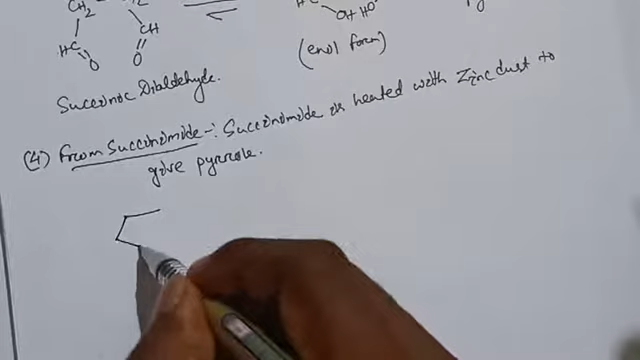 CH2
CH
HC
O
O
HC
OH HO
(enol form)
Succinic Dialdehyde.
(4) From Succinimide -: Succinimide is heated with Zinc dust to
give pyrrole.